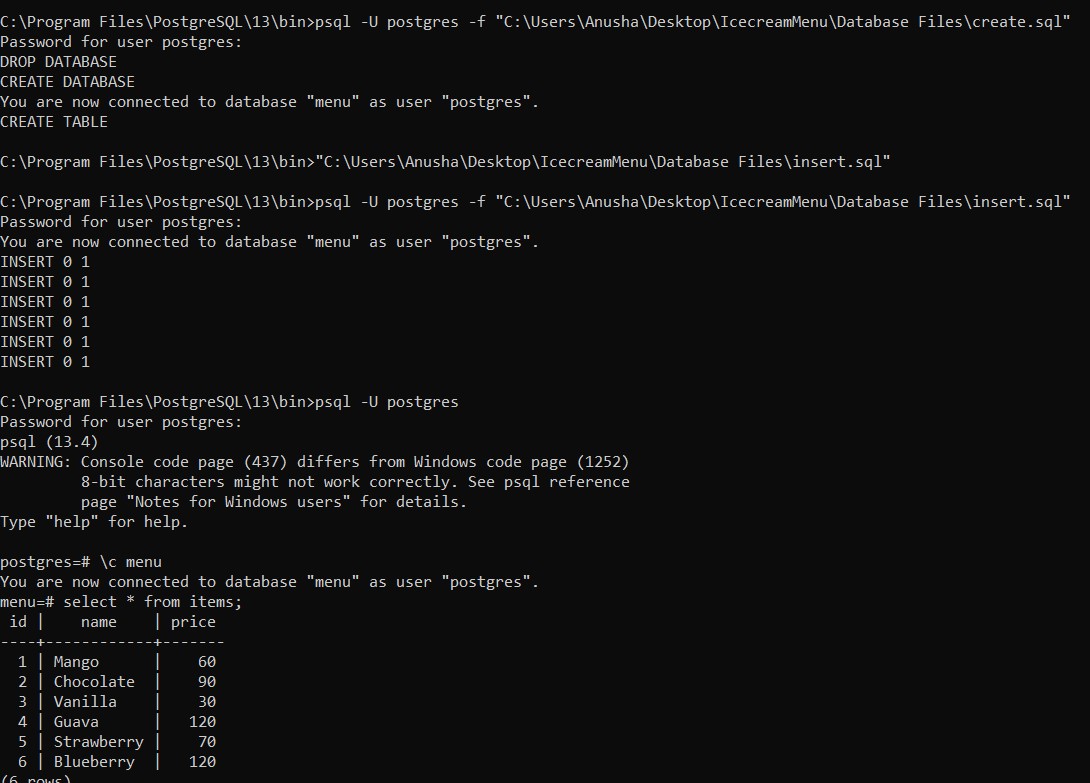 C:\Program Files\PostgreSQL\13\bin>psql -U postgres -f "C:\Users\Anusha\Desktop\IcecreamMenu\Database Files\create.sql"
Password for user postgres:
DROP DATABASE
CREATE DATABASE
You are now connected to database "menu" as user "postgres".
CREATE TABLE
C:\Program Files\PostgreSQL\13\bin>"C:\Users\Anusha\Desktop\IcecreamMenu\Database Files\insert.sql"
C:\Program Files\PostgreSQL\13\bin>psql -U postgres -f "C:\Users\Anusha\Desktop\IcecreamMenu\Database Files\insert.sql"
Password for user postgres:
You are now connected to database "menu" as user "postgres".
INSERT 0 1
INSERT 0 1
INSERT 0 1
INSERT 0 1
INSERT 0 1
INSERT 0 1
C:\Program Files\PostgreSQL\13\bin>psql -U postgres
Password for user postgres:
psql (13.4)
WARNING: Console code page (437) differs from Windows code page (1252)
         8-bit characters might not work correctly. See psql reference
         page "Notes for Windows users" for details.
Type "help" for help.
postgres=# \c menu
You are now connected to database "menu" as user "postgres".
menu=# select * from items;
 id |    name    | price
----+------------+-------
  1 | Mango      |    60
  2 | Chocolate  |    90
  3 | Vanilla    |    30
  4 | Guava      |   120
  5 | Strawberry |    70
  6 | Blueberry  |   120
(6 rows)